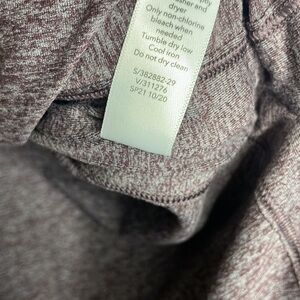 dryer
Only non-chlorine
bleach when
needed
Tumble dry low
Cool iron
Do not dry clean
S/382882-29
V/311276
SP21 10/20